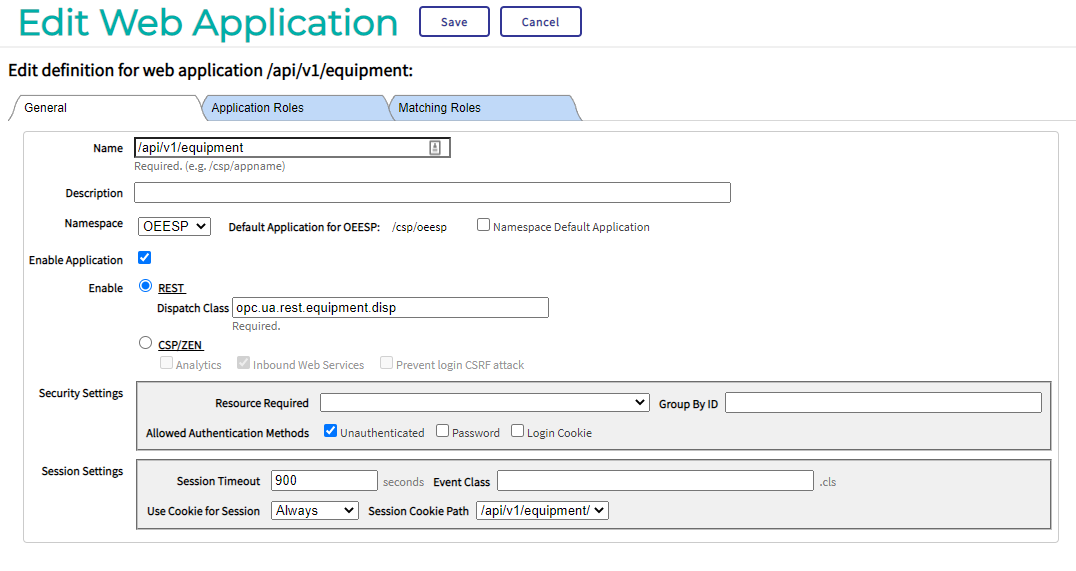 Edit Web Application Save Cancel
Edit definition for web application /api/v1/equipment:
General Application Roles Matching Roles
Name /api/v1/equipment
Required. (e.g. /csp/appname)
Description
Namespace OEESP Default Application for OEESP: /csp/oeesp Namespace Default Application
Enable Application
Enable REST
Dispatch Class opc.ua.rest.equipment.disp
Required.
CSP/ZEN
Analytics Inbound Web Services Prevent login CSRF attack
Security Settings
Resource Required Group By ID
Allowed Authentication Methods Unauthenticated Password Login Cookie
Session Settings
Session Timeout 900 seconds Event Class .cls
Use Cookie for Session Always Session Cookie Path /api/v1/equipment/